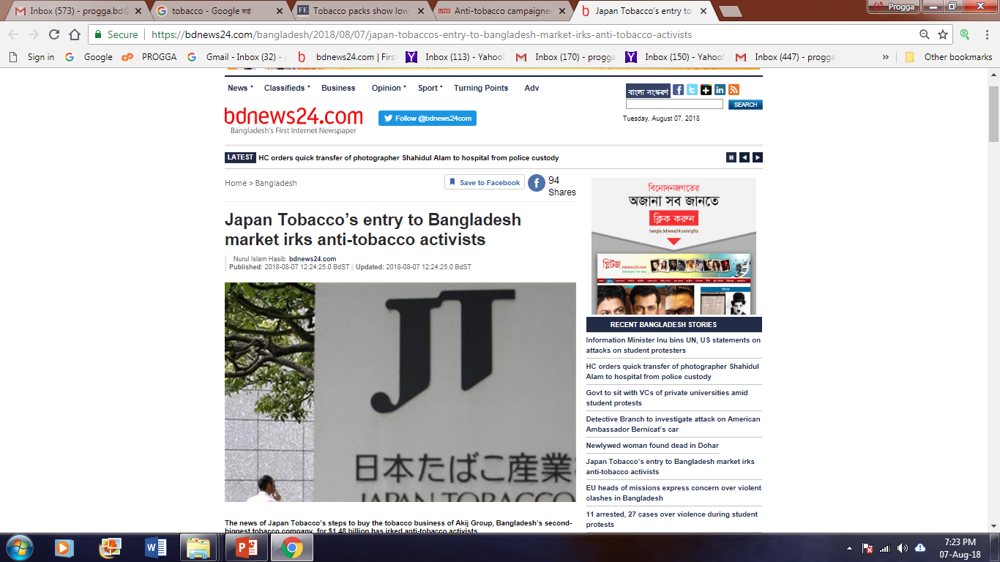 Inbox (573) - progga.bd@
tobacco - Google সার্চ
Tobacco packs show low
Anti-tobacco campaigner
Japan Tobacco's entry to
Progga
Secure
https://bdnews24.com/bangladesh/2018/08/07/japan-tobaccos-entry-to-bangladesh-market-irks-anti-tobacco-activists
Sign in
Google
PROGGA
Gmail - Inbox (32) -
bdnews24.com | Firs
Inbox (113) - Yahoo!
Inbox (170) - progga
Inbox (150) - Yahoo!
Inbox (447) - progg
Other bookmarks
News
Classifieds
Business
Opinion
Sport
Turning Points
Adv
বাংলা সংস্করণ
SEARCH
bdnews24.com
Bangladesh's First Internet Newspaper
Follow @bdnews24com
Tuesday, August 07, 2018
LATEST HC orders quick transfer of photographer Shahidul Alam to hospital from police custody
Home > Bangladesh
Save to Facebook
94
Shares
Japan Tobacco's entry to Bangladesh
market irks anti-tobacco activists
Nurul Islam Hasib bdnews24.com
Published: 2018-08-07 12:24:25.0 BdST Updated: 2018-08-07 12:24:25.0 BdST
JT
日本たばこ産業
JAPAN TOBACCO
The news of Japan Tobacco's steps to buy the tobacco business of Akij Group, Bangladesh's second-
biggest tobacco company, for $1.48 billion has irked anti-tobacco activists
বিনোদনজগতের
অজানা সব জানতে
ক্লিক করুন
bangla.bdnews24.com/glitz
গ্লিটজ
RECENT BANGLADESH STORIES
Information Minister Inu bins UN, US statements on
attacks on student protesters
HC orders quick transfer of photographer Shahidul
Alam to hospital from police custody
Govt to sit with VCs of private universities amid
student protests
Detective Branch to investigate attack on American
Ambassador Bernicat's car
Newlywed woman found dead in Dohar
Japan Tobacco's entry to Bangladesh market irks
anti-tobacco activists
EU heads of missions express concern over violent
clashes in Bangladesh
11 arrested, 27 cases over violence during student
protests
7:23 PM
07-Aug-18